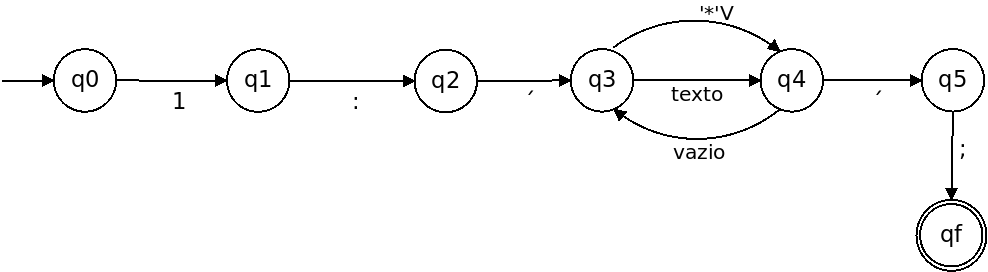 '*'V
q0
q1
q2
q3
q4
q5
1
:
´
texto
´
vazio
;
qf